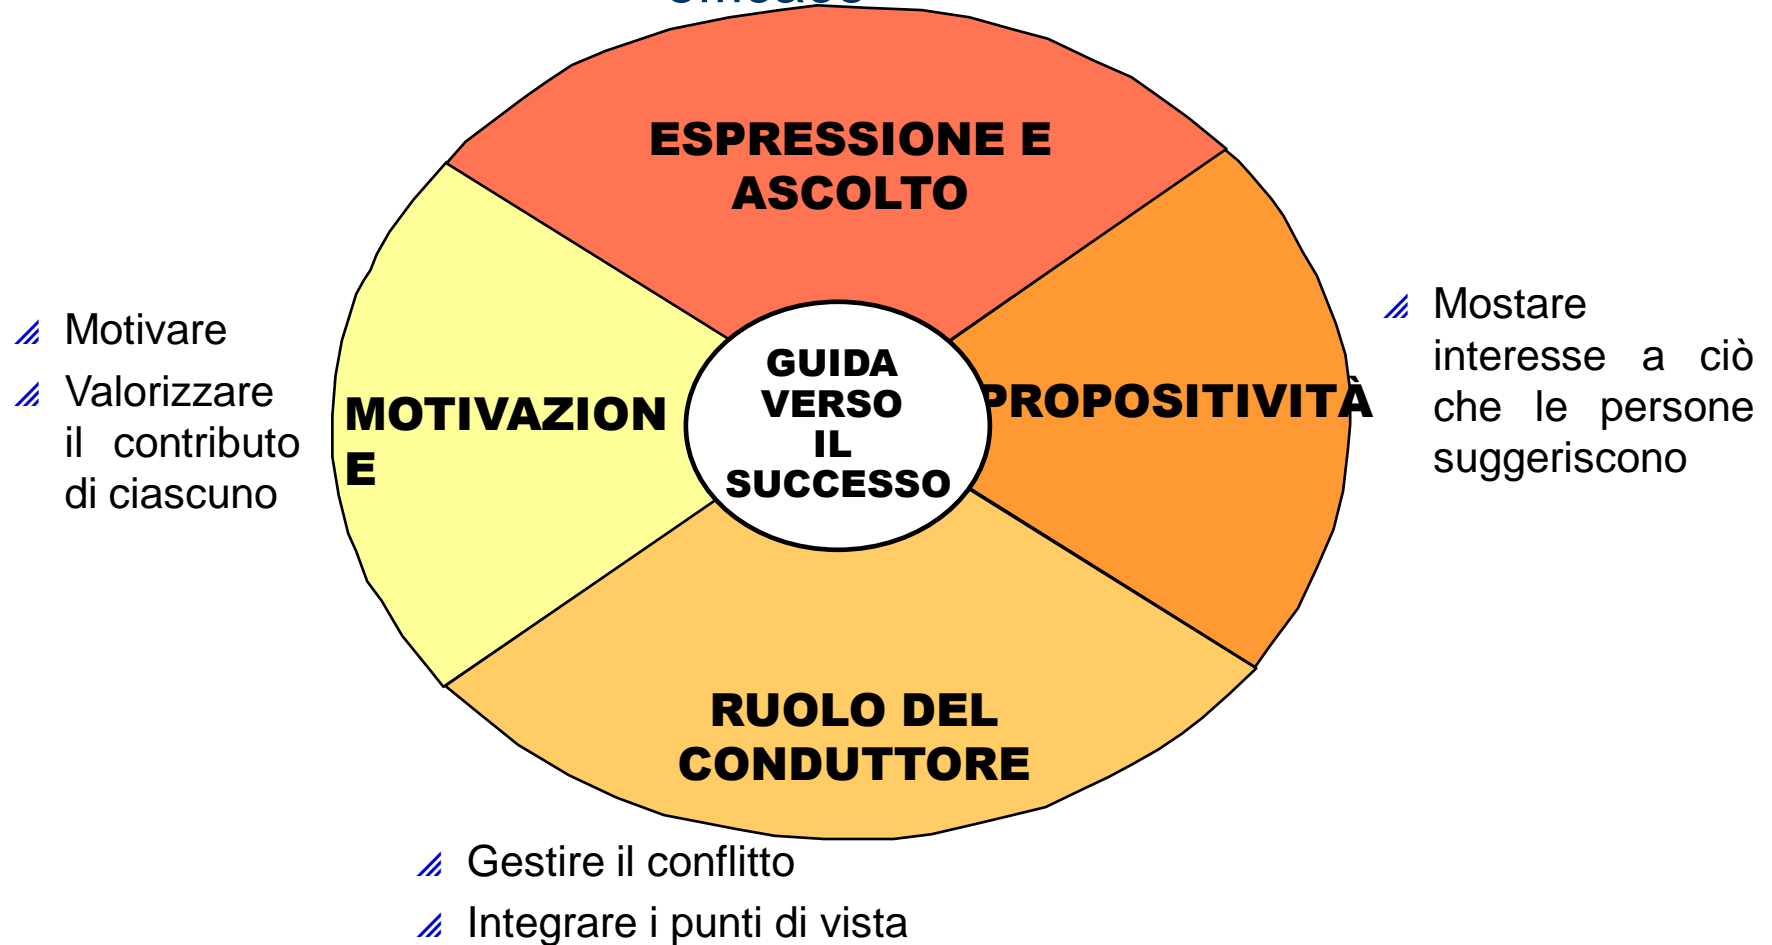 ESPRESSIONE E
ASCOLTO
Motivare
Valorizzare
il contributo
di ciascuno
MOTIVAZION
E
GUIDA
VERSO
IL
SUCCESSO
PROPOSITIVITÀ
Mostare
interesse a ciò
che le persone
suggeriscono
RUOLO DEL
CONDUTTORE
Gestire il conflitto
Integrare i punti di vista